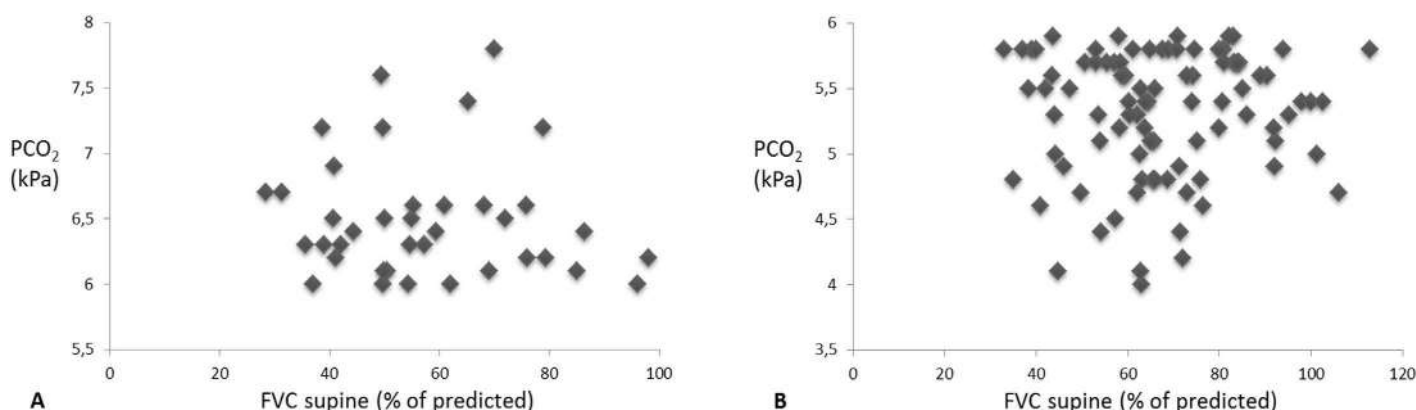 8
7,5
7
6,5
6
5,5
PCO₂
(kPa)
0 20 40 60 80 100
A
FVC supine (% of predicted)
6
5,5
5
4,5
4
3,5
PCO₂
(kPa)
0 20 40 60 80 100 120
B
FVC supine (% of predicted)